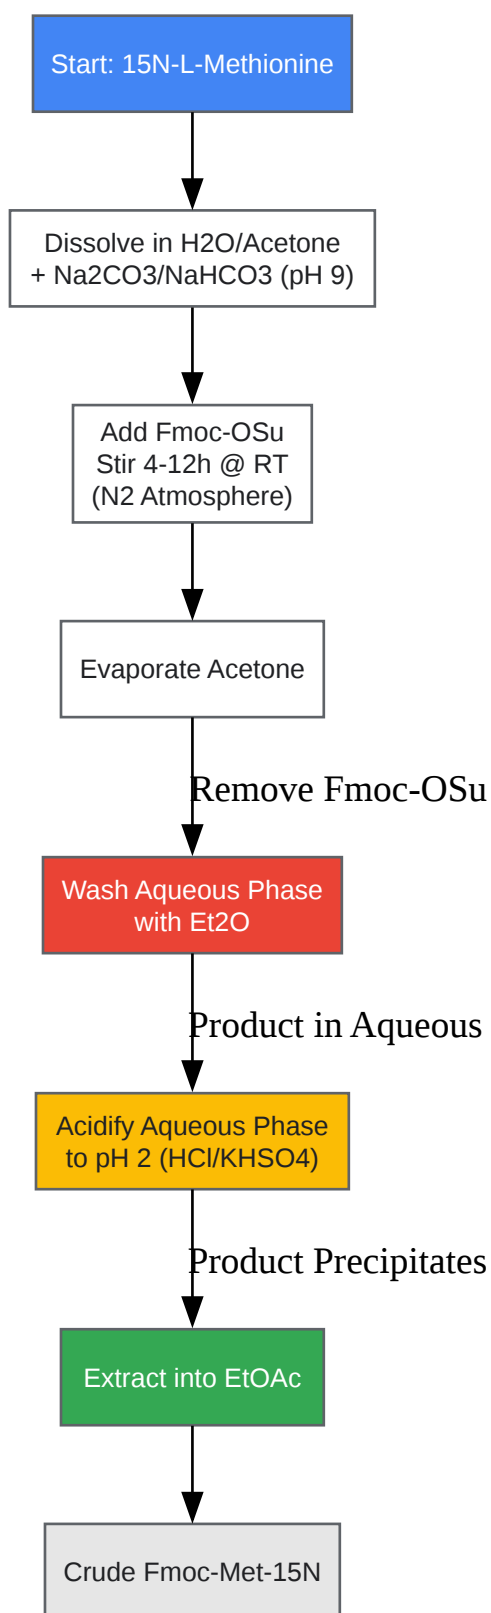 Start: 15N-L-Methionine
Dissolve in H2O/Acetone
+ Na2CO3/NaHCO3 (pH 9)
Add Fmoc-OSu
Stir 4-12h @ RT
(N2 Atmosphere)
Evaporate Acetone
Remove Fmoc-OSu
Wash Aqueous Phase
with Et2O
Product in Aqueous
Acidify Aqueous Phase
to pH 2 (HCl/KHSO4)
Product Precipitates
Extract into EtOAc
Crude Fmoc-Met-15N